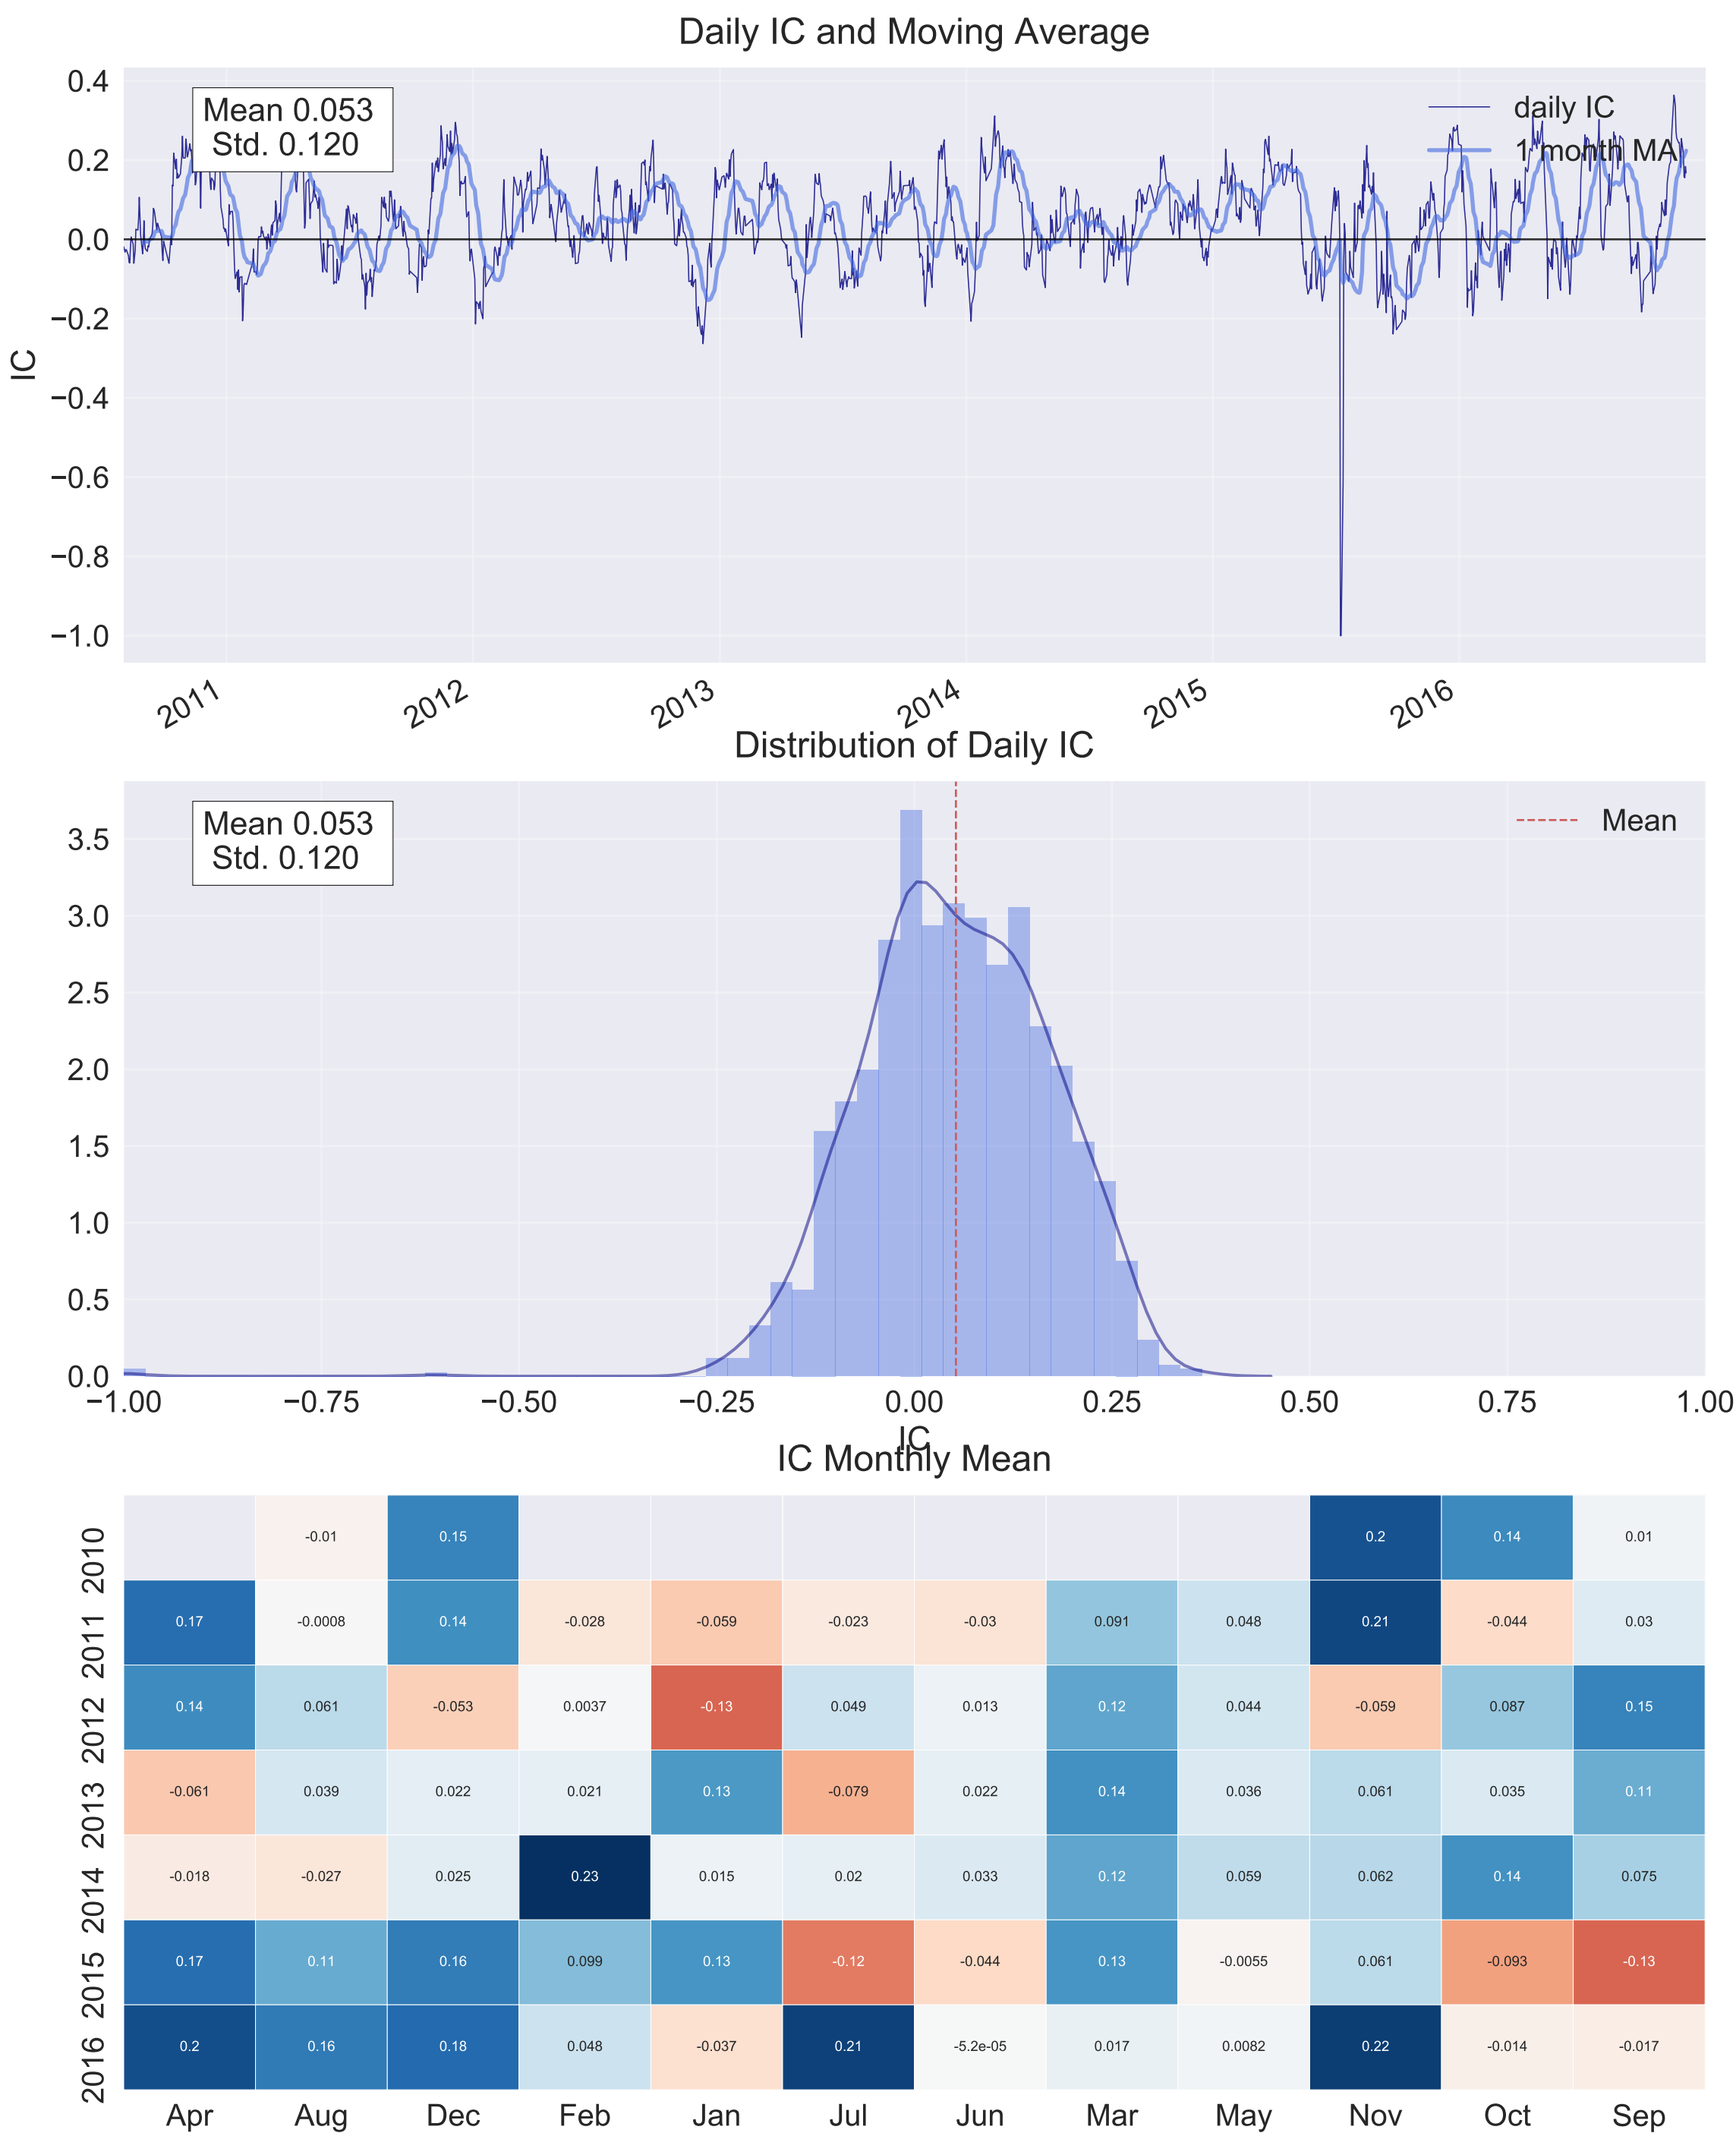 Daily IC and Moving Average
0.4
0.2
0.0
−0.2
−0.4
−0.6
−0.8
−1.0
IC
Mean 0.053
Std. 0.120
daily IC
1 month MA
2011 2012 2013 2014 2015 2016
Distribution of Daily IC
3.5
3.0
2.5
2.0
1.5
1.0
0.5
0.0
Mean 0.053
Std. 0.120
Mean
−1.00 −0.75 −0.50 −0.25 0.00 0.25 0.50 0.75 1.00
IC
IC Monthly Mean
2010 -0.01 0.15 0.2 0.14 0.01
2011 0.17 -0.0008 0.14 -0.028 -0.059 -0.023 -0.03 0.091 0.048 0.21 -0.044 0.03
2012 0.14 0.061 -0.053 0.0037 -0.13 0.049 0.013 0.12 0.044 -0.059 0.087 0.15
2013 -0.061 0.039 0.022 0.021 0.13 -0.079 0.022 0.14 0.036 0.061 0.035 0.11
2014 -0.018 -0.027 0.025 0.23 0.015 0.02 0.033 0.12 0.059 0.062 0.14 0.075
2015 0.17 0.11 0.16 0.099 0.13 -0.12 -0.044 0.13 -0.0055 0.061 -0.093 -0.13
2016 0.2 0.16 0.18 0.048 -0.037 0.21 -5.2e-05 0.017 0.0082 0.22 -0.014 -0.017
Apr Aug Dec Feb Jan Jul Jun Mar May Nov Oct Sep